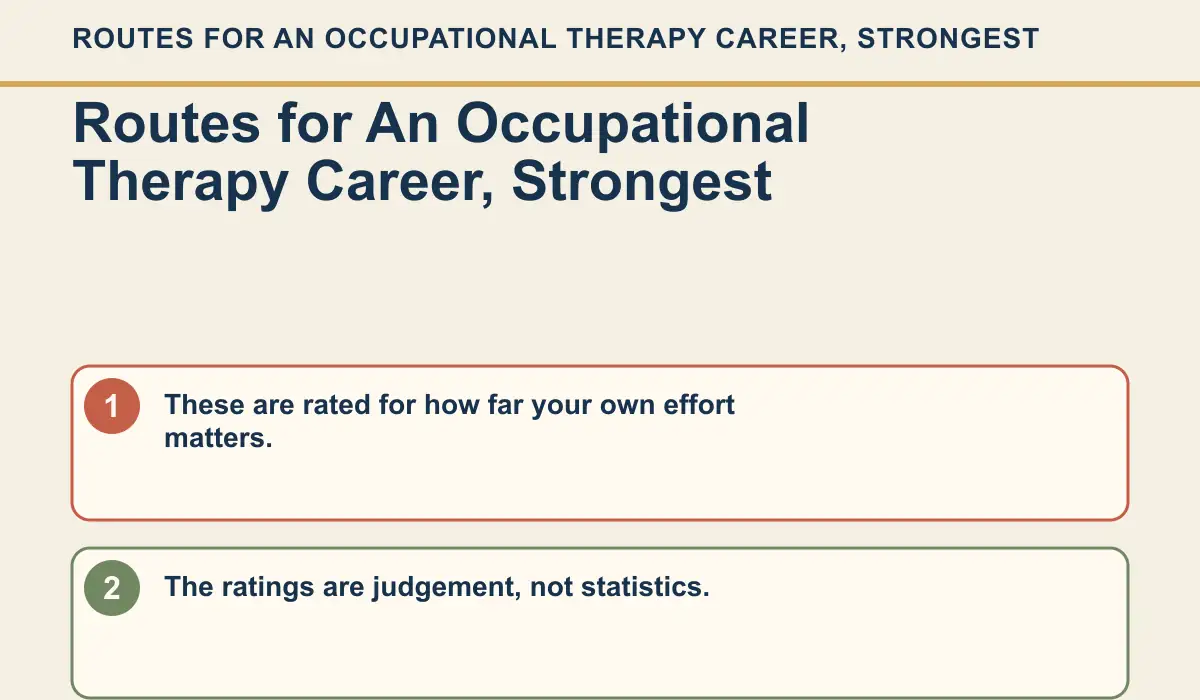 ROUTES FOR AN OCCUPATIONAL THERAPY CAREER, STRONGEST
Routes for An Occupational
Therapy Career, Strongest
1
These are rated for how far your own effort
matters.
2
The ratings are judgement, not statistics.